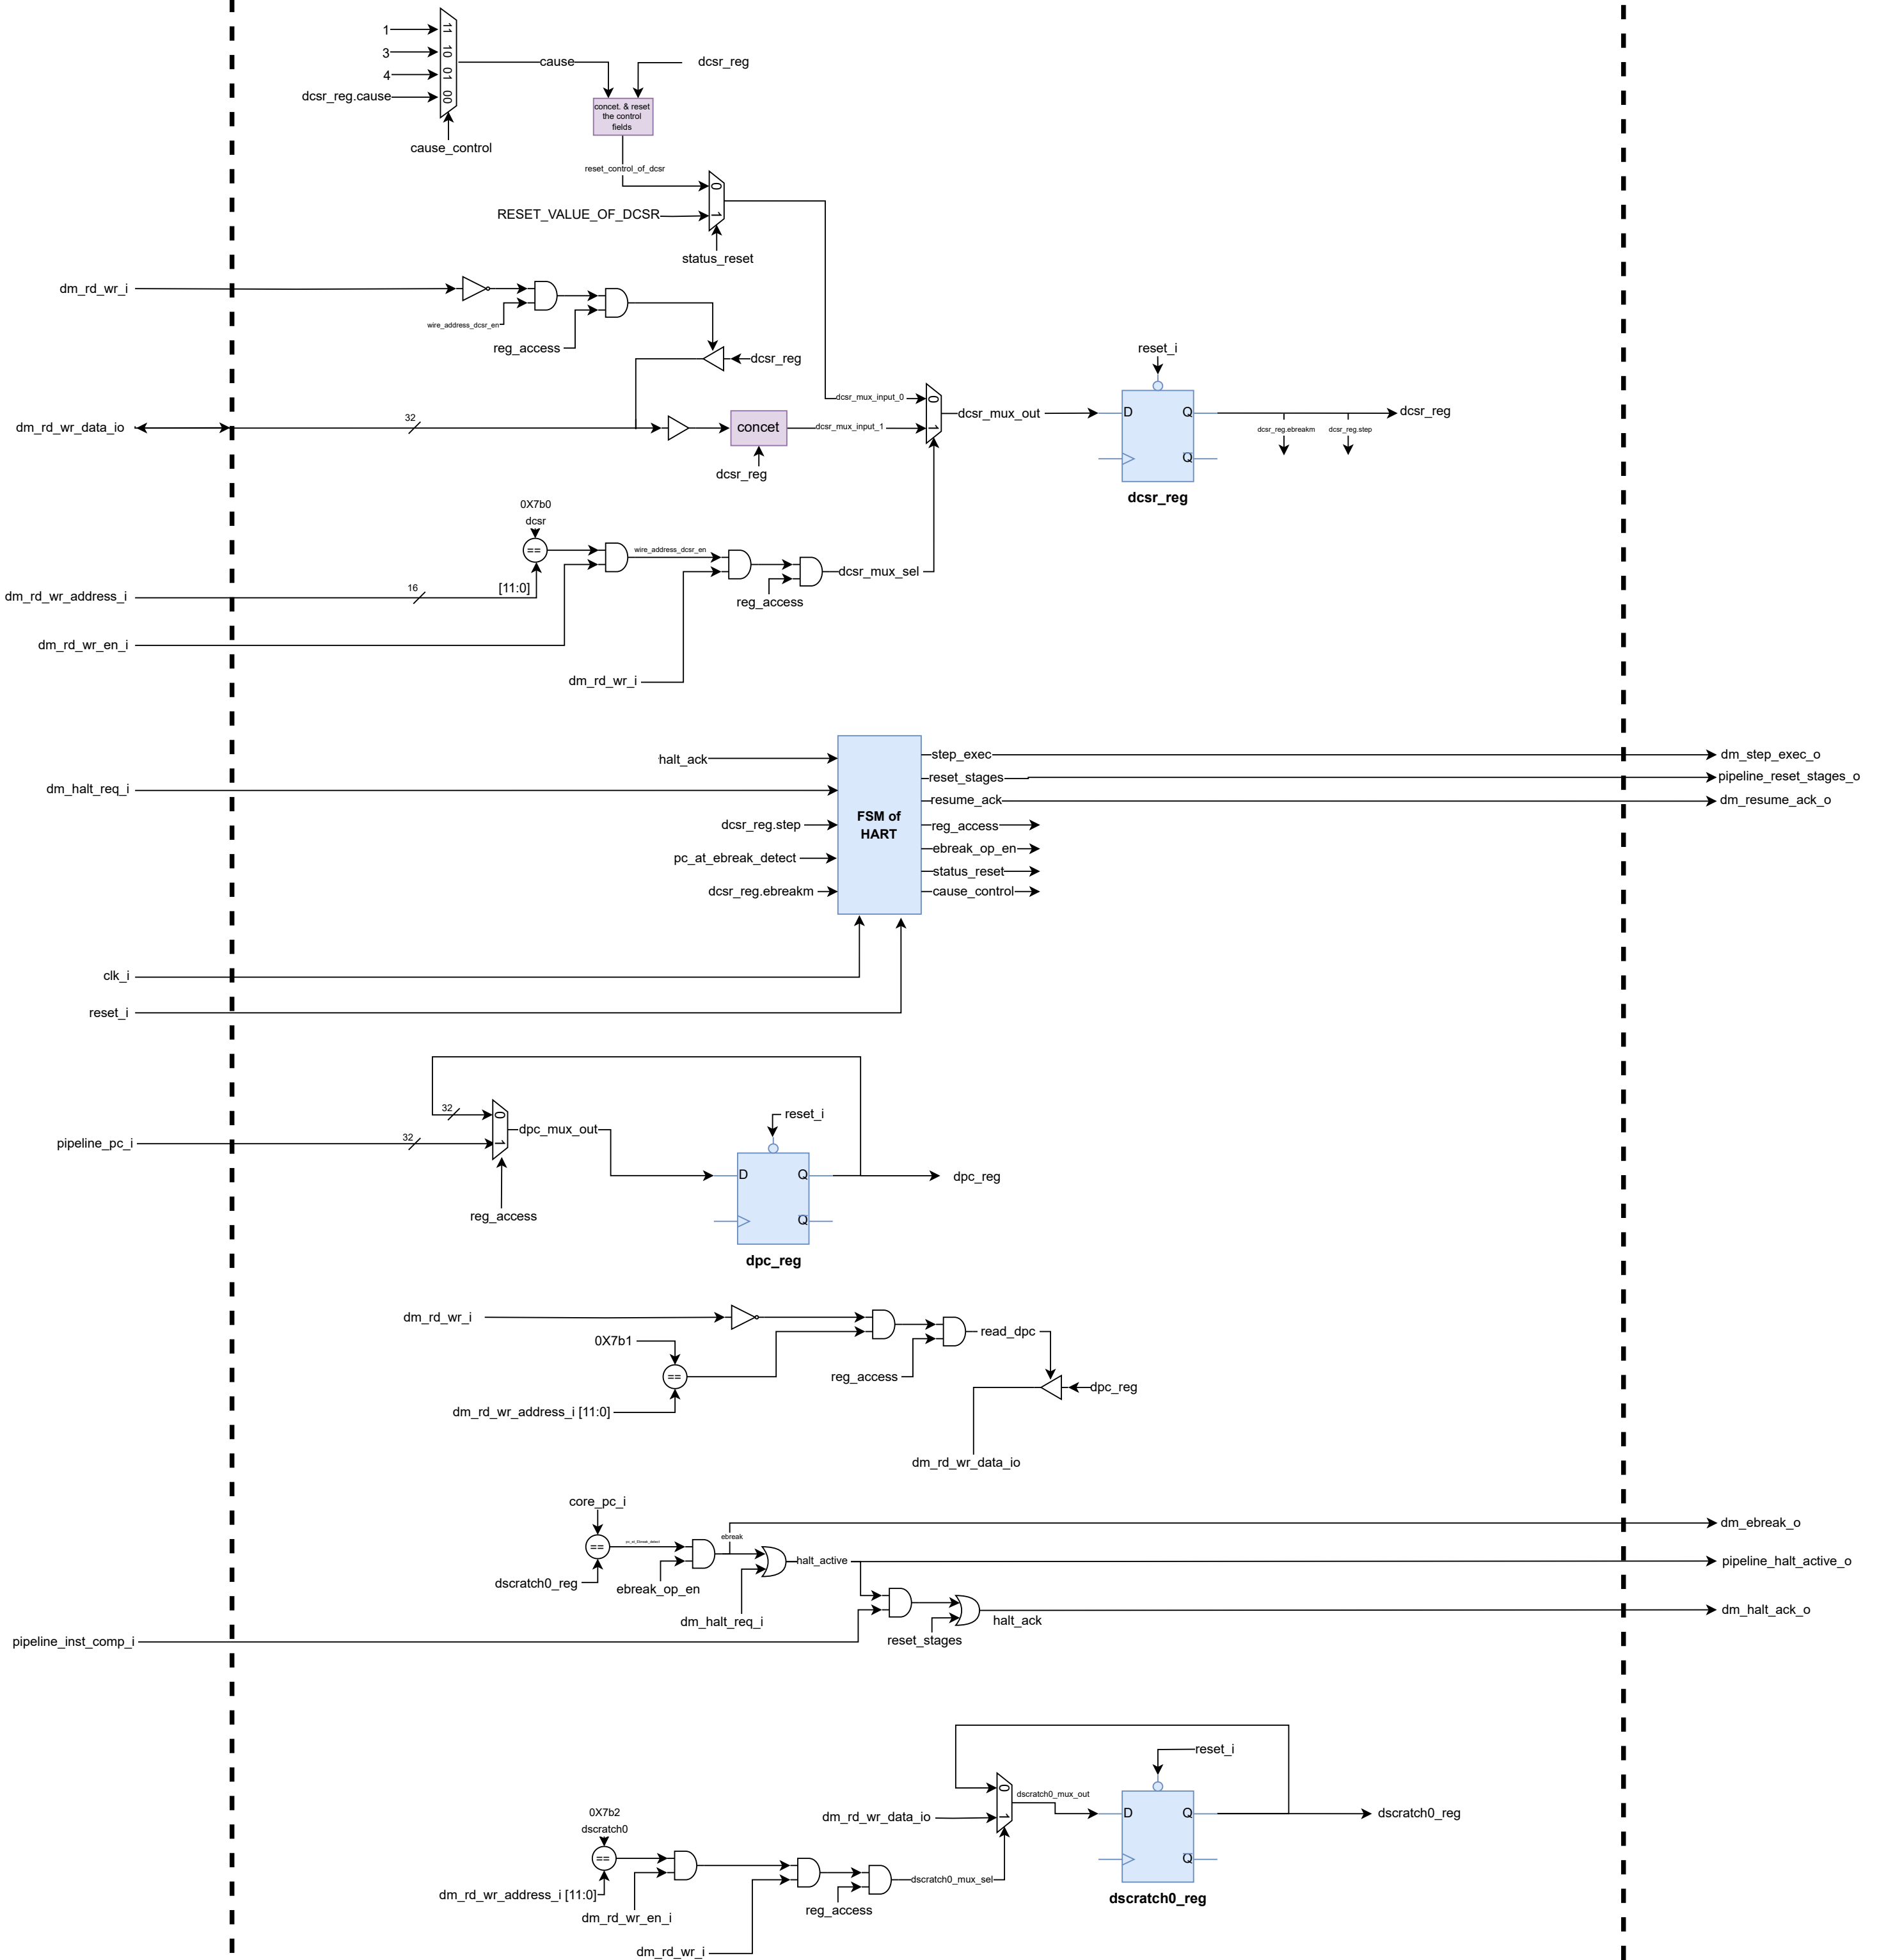 1
11
3
10
4
01
dcsr_reg.cause
00
cause_control
cause
dcsr_reg
concet. & reset
the control
fields
reset_control_of_dcsr
0
RESET_VALUE_OF_DCSR
1
status_reset
dm_rd_wr_i
wire_address_dcsr_en
reg_access
dcsr_reg
dm_rd_wr_data_io
32
concet
dcsr_reg
dcsr_mux_input_0
0
dcsr_mux_input_1
1
dcsr_mux_out
reset_i
D
Q
Q
dcsr_reg
dcsr_reg
dcsr_reg.ebreakm
dcsr_reg.step
0X7b0
dcsr
==
wire_address_dcsr_en
dcsr_mux_sel
reg_access
dm_rd_wr_address_i
16
[11:0]
dm_rd_wr_en_i
dm_rd_wr_i
halt_ack
dm_halt_req_i
dcsr_reg.step
pc_at_ebreak_detect
dcsr_reg.ebreakm
FSM of
HART
step_exec
dm_step_exec_o
reset_stages
pipeline_reset_stages_o
resume_ack
dm_resume_ack_o
reg_access
ebreak_op_en
status_reset
cause_control
clk_i
reset_i
32
0
pipeline_pc_i
32
1
dpc_mux_out
reg_access
reset_i
D
Q
Q
dpc_reg
dpc_reg
dm_rd_wr_i
0X7b1
==
dm_rd_wr_address_i [11:0]
reg_access
read_dpc
dpc_reg
dm_rd_wr_data_io
core_pc_i
==
dscratch0_reg
pc_at_Ebreak_detect
ebreak_op_en
ebreak
dm_ebreak_o
dm_halt_req_i
halt_active
pipeline_halt_active_o
reset_stages
halt_ack
dm_halt_ack_o
pipeline_inst_comp_i
reset_i
0
dm_rd_wr_data_io
1
dscratch0_mux_out
D
Q
Q
dscratch0_reg
dscratch0_reg
0X7b2
dscratch0
==
dm_rd_wr_address_i [11:0]
dm_rd_wr_en_i
dm_rd_wr_i
reg_access
dscratch0_mux_sel